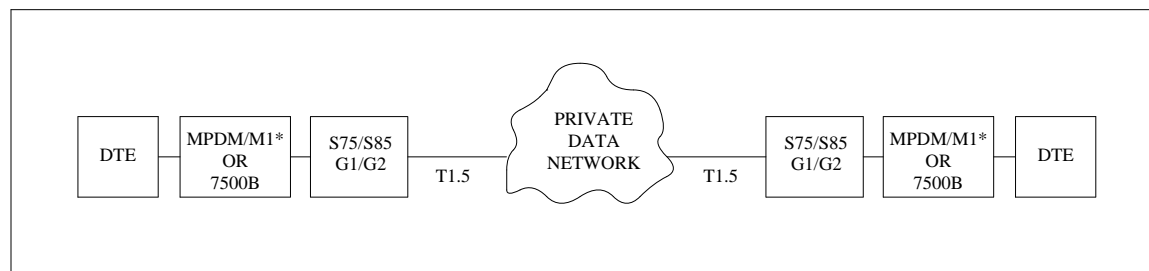 DTE
MPDM/M1*
OR
7500B
S75/S85
G1/G2
T1.5
PRIVATE
DATA
NETWORK
T1.5
S75/S85
G1/G2
MPDM/M1*
OR
7500B
DTE